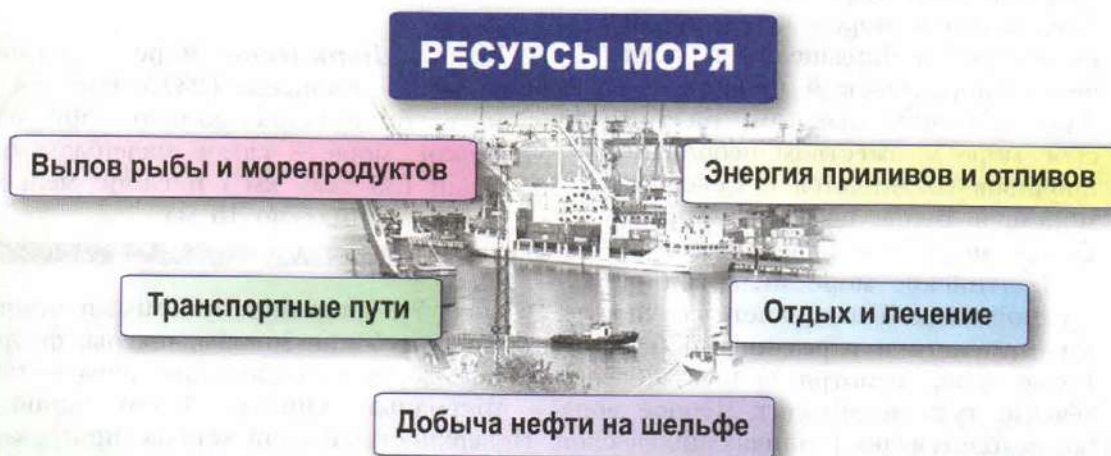 РЕСУРСЫ МОРЯ
Вылов рыбы и морепродуктов
Энергия приливов и отливов
Транспортные пути
Отдых и лечение
Добыча нефти на шельфе